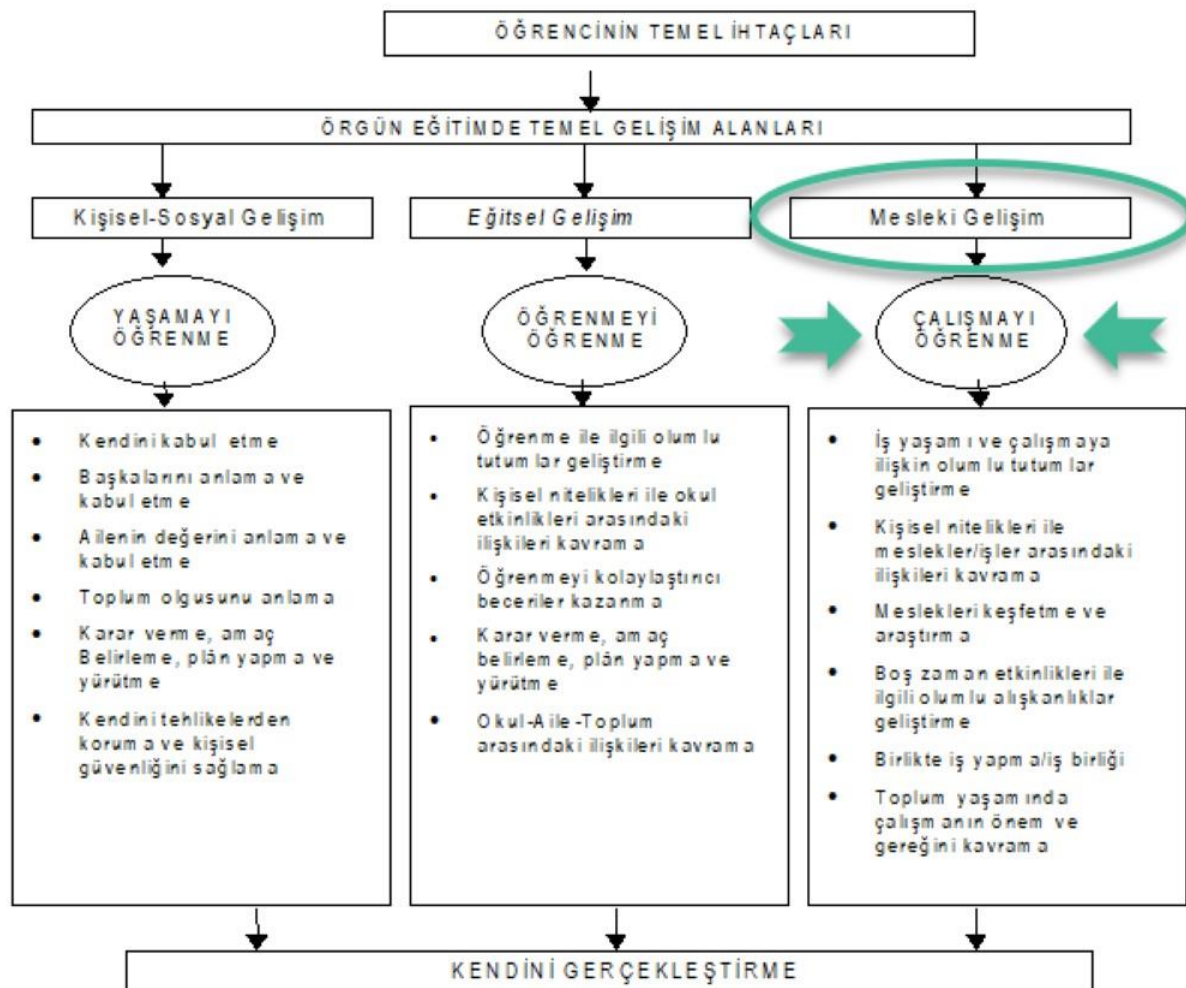 ÖĞRENCİNİN TEMEL İHTAÇLARI
ÖRGÜN EĞİTİMDE TEMEL GELİŞİM ALANLARI
Kişisel-Sosyal Gelişim
Eğitsel Gelişim
Mesleki Gelişim
YAŞAMAYI
ÖĞRENME
ÖĞRENMEYİ
ÖĞRENME
ÇALIŞMAYI
ÖĞRENME
• Kendini kabul etme
• Başkalarını anlama ve
kabul etme
• Ailenin değerini anlama ve
kabul etme
• Toplum olgusunu anlama
• Karar verme, amaç
Belirleme, plân yapma ve
yürütme
• Kendini tehlikelerden
koruma ve kişisel
güvenliğini sağlama
• Öğrenme ile ilgili olumlu
tutumlar geliştirme
• Kişisel nitelikleri ile okul
etkinlikleri arasındaki
ilişkileri kavrama
• Öğrenmeyi kolaylaştırıcı
beceriler kazanma
• Karar verme, amaç
belirleme, plân yapma ve
yürütme
• Okul-Aile-Toplum
arasındaki ilişkileri kavrama
• İş yaşamı ve çalışmaya
ilişkin olumlu tutumlar
geliştirme
• Kişisel nitelikleri ile
meslekler/işler arasındaki
ilişkileri kavrama
• Meslekleri keşfetme ve
araştırma
• Boş zaman etkinlikleri ile
ilgili olumlu alışkanlıklar
geliştirme
• Birlikte iş yapma/iş birliği
• Toplum yaşamında
çalışmanın önem ve
gereğini kavrama
KENDİNİ GERÇEKLEŞTİRME